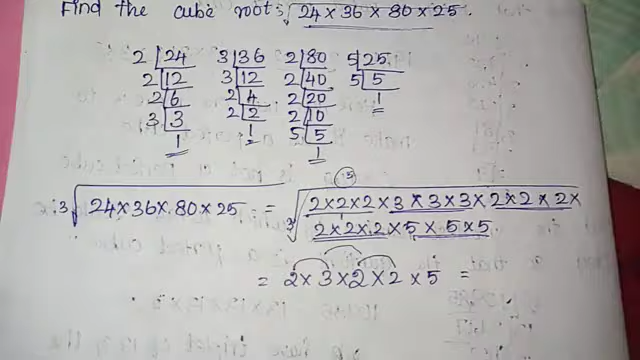 Find the cube root: ∛24×36×80×25.
2 | 24  3 | 36  2 | 80  5 | 25
2 | 12  3 | 12  2 | 40  5 | 5
2 | 6  2 | 4  2 | 20  1
3 | 3  2 | 2  2 | 10
1  1  5 | 5
1
∴ ∛24×36×80×25 = ∛2×2×2×3×3×3×2×2×2×
2×2×2×5×5×5
= 2×3×2×2×5 =